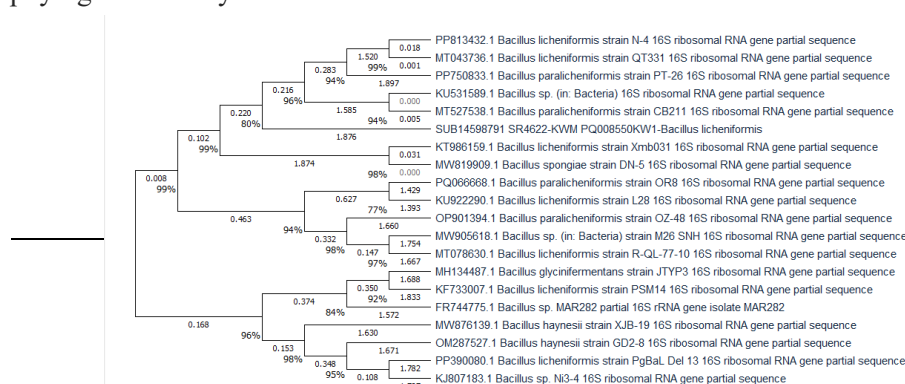 PP813432.1 Bacillus licheniformis strain N-4 16S ribosomal RNA gene partial sequence
0.018
1.520
MT043736.1 Bacillus licheniformis strain QT331 16S ribosomal RNA gene partial sequence
0.283
99%
0.001
94%
PP750833.1 Bacillus paralicheniformis strain PT-26 16S ribosomal RNA gene partial sequence
1.897
0.216
KU531589.1 Bacillus sp. (in: Bacteria) 16S ribosomal RNA gene partial sequence
96%
0.000
1.585
0.220
MT527538.1 Bacillus paralicheniformis strain CB211 16S ribosomal RNA gene partial sequence
94%
0.005
80%
SUB14598791 SR4622-KWM PQ008550KW1-Bacillus licheniformis
1.876
0.102
KT986159.1 Bacillus licheniformis strain Xmb031 16S ribosomal RNA gene partial sequence
99%
0.031
1.874
MW819909.1 Bacillus spongiae strain DN-5 16S ribosomal RNA gene partial sequence
98%
0.000
0.008
PQ066668.1 Bacillus paralicheniformis strain OR8 16S ribosomal RNA gene partial sequence
99%
1.429
0.627
KU922290.1 Bacillus licheniformis strain L28 16S ribosomal RNA gene partial sequence
77%
1.393
0.463
OP901394.1 Bacillus paralicheniformis strain OZ-48 16S ribosomal RNA gene partial sequence
94%
1.660
0.332
MW905618.1 Bacillus sp. (in: Bacteria) strain M26 SNH 16S ribosomal RNA gene partial sequence
98%
1.754
0.147
MT078630.1 Bacillus licheniformis strain R-QL-77-10 16S ribosomal RNA gene partial sequence
97%
1.667
MH134487.1 Bacillus glycinifermentans strain JTYP3 16S ribosomal RNA gene partial sequence
1.688
0.350
KF733007.1 Bacillus licheniformis strain PSM14 16S ribosomal RNA gene partial sequence
0.374
92%
1.833
84%
FR744775.1 Bacillus sp. MAR282 partial 16S rRNA gene isolate MAR282
1.572
0.168
MW876139.1 Bacillus haynesii strain XJB-19 16S ribosomal RNA gene partial sequence
96%
1.630
0.153
OM287527.1 Bacillus haynesii strain GD2-8 16S ribosomal RNA gene partial sequence
98%
1.671
0.348
PP390080.1 Bacillus licheniformis strain PgBaL Del 13 16S ribosomal RNA gene partial sequence
95%
1.782
0.108
KJ807183.1 Bacillus sp. Ni3-4 16S ribosomal RNA gene partial sequence